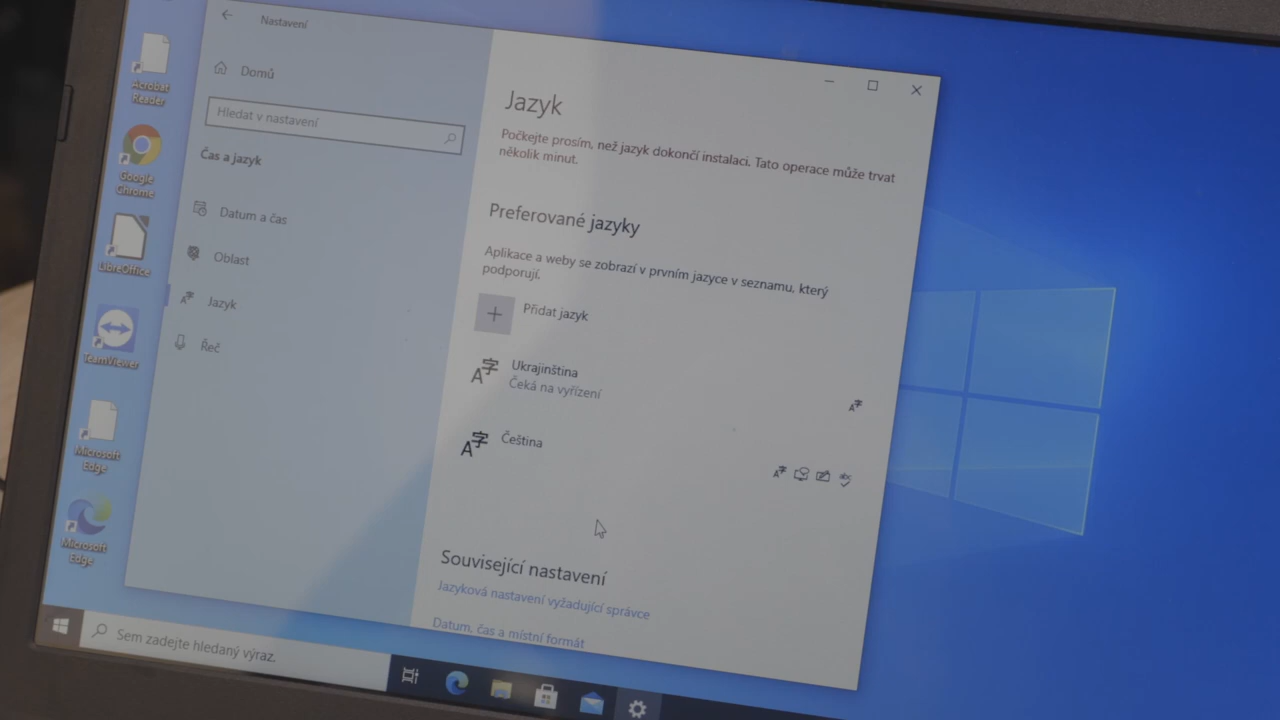 Nastavení
Domů
Hledat v nastavení
Čas a jazyk
Datum a čas
Oblast
Jazyk
Řeč
Jazyk
Počkejte prosím, než jazyk dokončí instalaci. Tato operace může trvat
několik minut.
Preferované jazyky
Aplikace a weby se zobrazí v prvním jazyce v seznamu, který
podporují.
Přidat jazyk
Ukrajinština
Čeká na vyřízení
Čeština
Související nastavení
Jazyková nastavení vyžadující správce
Datum, čas a místní formát
Acrobat
Reader
Google
Chrome
LibreOffice
TeamViewer
Microsoft
Edge
Microsoft
Edge
Sem zadejte hledaný výraz.